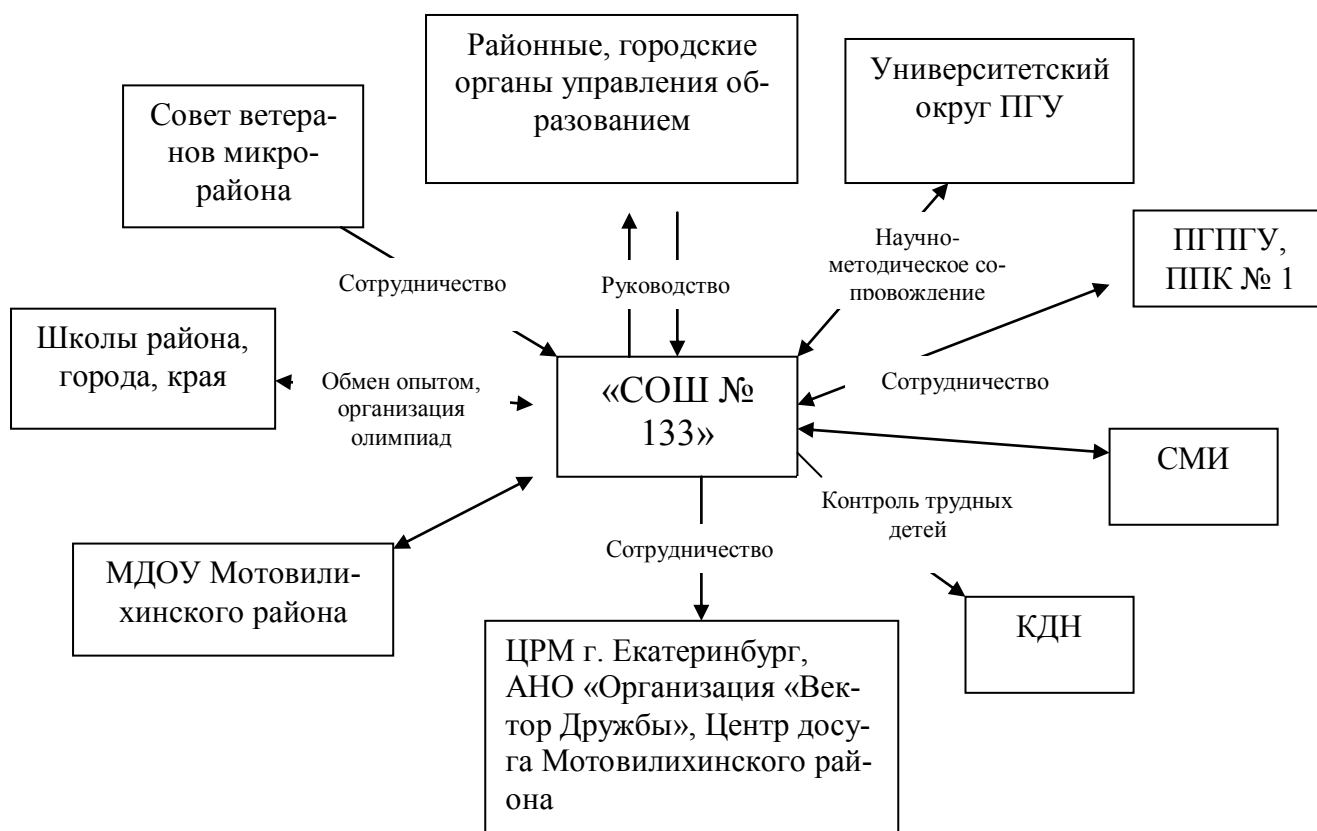 Районные, городские
органы управления об-
разованием
Университетский
округ ПГУ
Совет ветера-
нов микро-
района
ПГПГУ,
ППК № 1
Научно-
методическое со-
провождение
Сотрудничество
Руководство
Школы района,
города, края
Обмен опытом,
организация
олимпиад
«СОШ №
133»
Сотрудничество
СМИ
Контроль трудных
детей
МДОУ Мотовили-
хинского района
Сотрудничество
КДН
ЦРМ г. Екатеринбург,
АНО «Организация «Век-
тор Дружбы», Центр досу-
га Мотовилихинского рай-
она